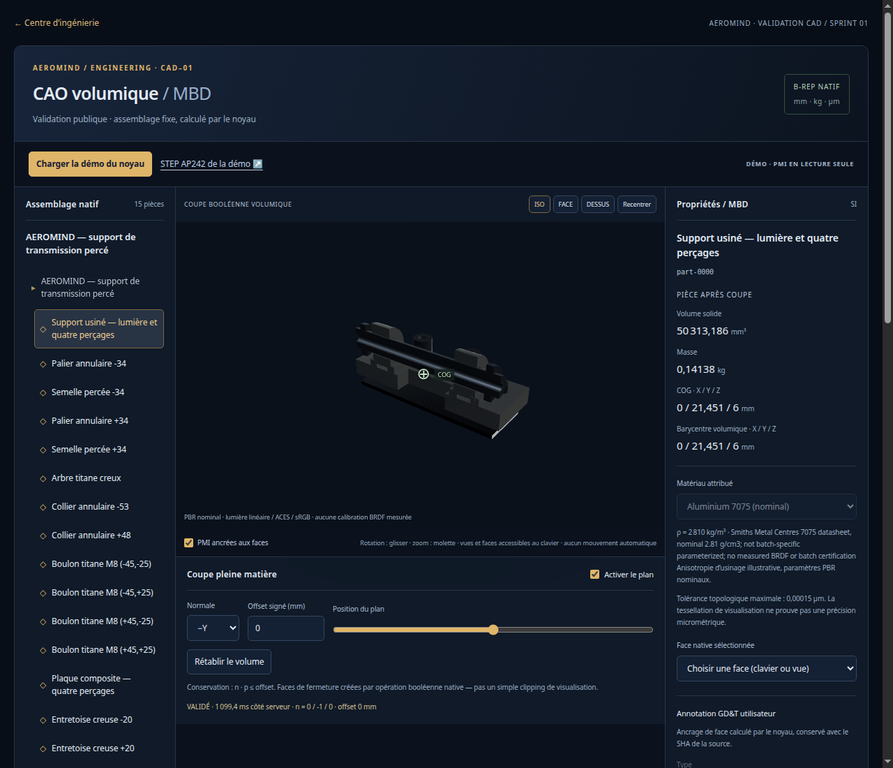 ← Centre d'ingénierie
AEROMIND · VALIDATION CAD / SPRINT 01
AEROMIND / ENGINEERING · CAD-01
CAO volumique / MBD
Validation publique · assemblage fixe, calculé par le noyau
B-REP NATIF
mm · kg · µm
Charger la démo du noyau
STEP AP242 de la démo ↗
DÉMO · PMI EN LECTURE SEULE
Assemblage natif
15 pièces
AEROMIND — support de
transmission percé
▸ AEROMIND — support de
transmission percé
◇ Support usiné — lumière et
quatre perçages
◇ Palier annulaire -34
◇ Semelle percée -34
◇ Palier annulaire +34
◇ Semelle percée +34
◇ Arbre titane creux
◇ Collier annulaire -53
◇ Collier annulaire +48
◇ Boulon titane M8 (-45,-25)
◇ Boulon titane M8 (-45,+25)
◇ Boulon titane M8 (+45,-25)
◇ Boulon titane M8 (+45,+25)
◇ Plaque composite —
quatre perçages
◇ Entretoise creuse -20
◇ Entretoise creuse +20
COUPE BOOLÉENNE VOLUMIQUE
ISO
FACE
DESSUS
Recentrer
COG
PBR nominal · lumière linéaire / ACES / sRGB · aucune calibration BRDF mesurée
PMI ancrées aux faces
Rotation : glisser · zoom : molette · vues et faces accessibles au clavier · aucun mouvement automatique
Coupe pleine matière
Activer le plan
Normale
Offset signé (mm)
Position du plan
−Y
0
Rétablir le volume
Conservation : n · p ≤ offset. Faces de fermeture créées par opération booléenne native — pas un simple clipping de visualisation.
VALIDÉ · 1 099,4 ms côté serveur · n = 0 / -1 / 0 · offset 0 mm
Propriétés / MBD
SI
Support usiné — lumière et quatre
perçages
part-0000
PIÈCE APRÈS COUPE
Volume solide
50 313,186 mm³
Masse
0,14138 kg
COG · X / Y / Z
0 / 21,451 / 6 mm
Barycentre volumique · X / Y / Z
0 / 21,451 / 6 mm
Matériau attribué
Aluminium 7075 (nominal)
ρ = 2 810 kg/m³ · Smiths Metal Centres 7075 datasheet,
nominal 2.81 g/cm3; not batch-specific
parameterized; no measured BRDF or batch certification
Anisotropie d'usinage illustrative, paramètres PBR
nominaux.
Tolérance topologique maximale : 0,00015 µm. La
tessellation de visualisation ne prouve pas une précision
micrométrique.
Face native sélectionnée
Choisir une face (clavier ou vue)
Annotation GD&T utilisateur
Ancrage de face calculé par le noyau, conservé avec le
SHA de la source.
Type